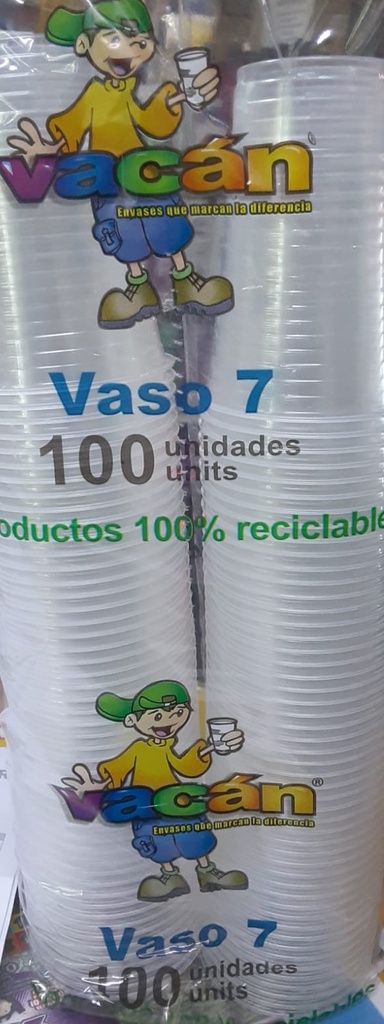 vacán
Envases que marcan la diferencia
Vaso 7
100 unidades
units
oductos 100% reciclable
vacán®
Envases que marcan la diferencia
Vaso 7
100 unidades
units